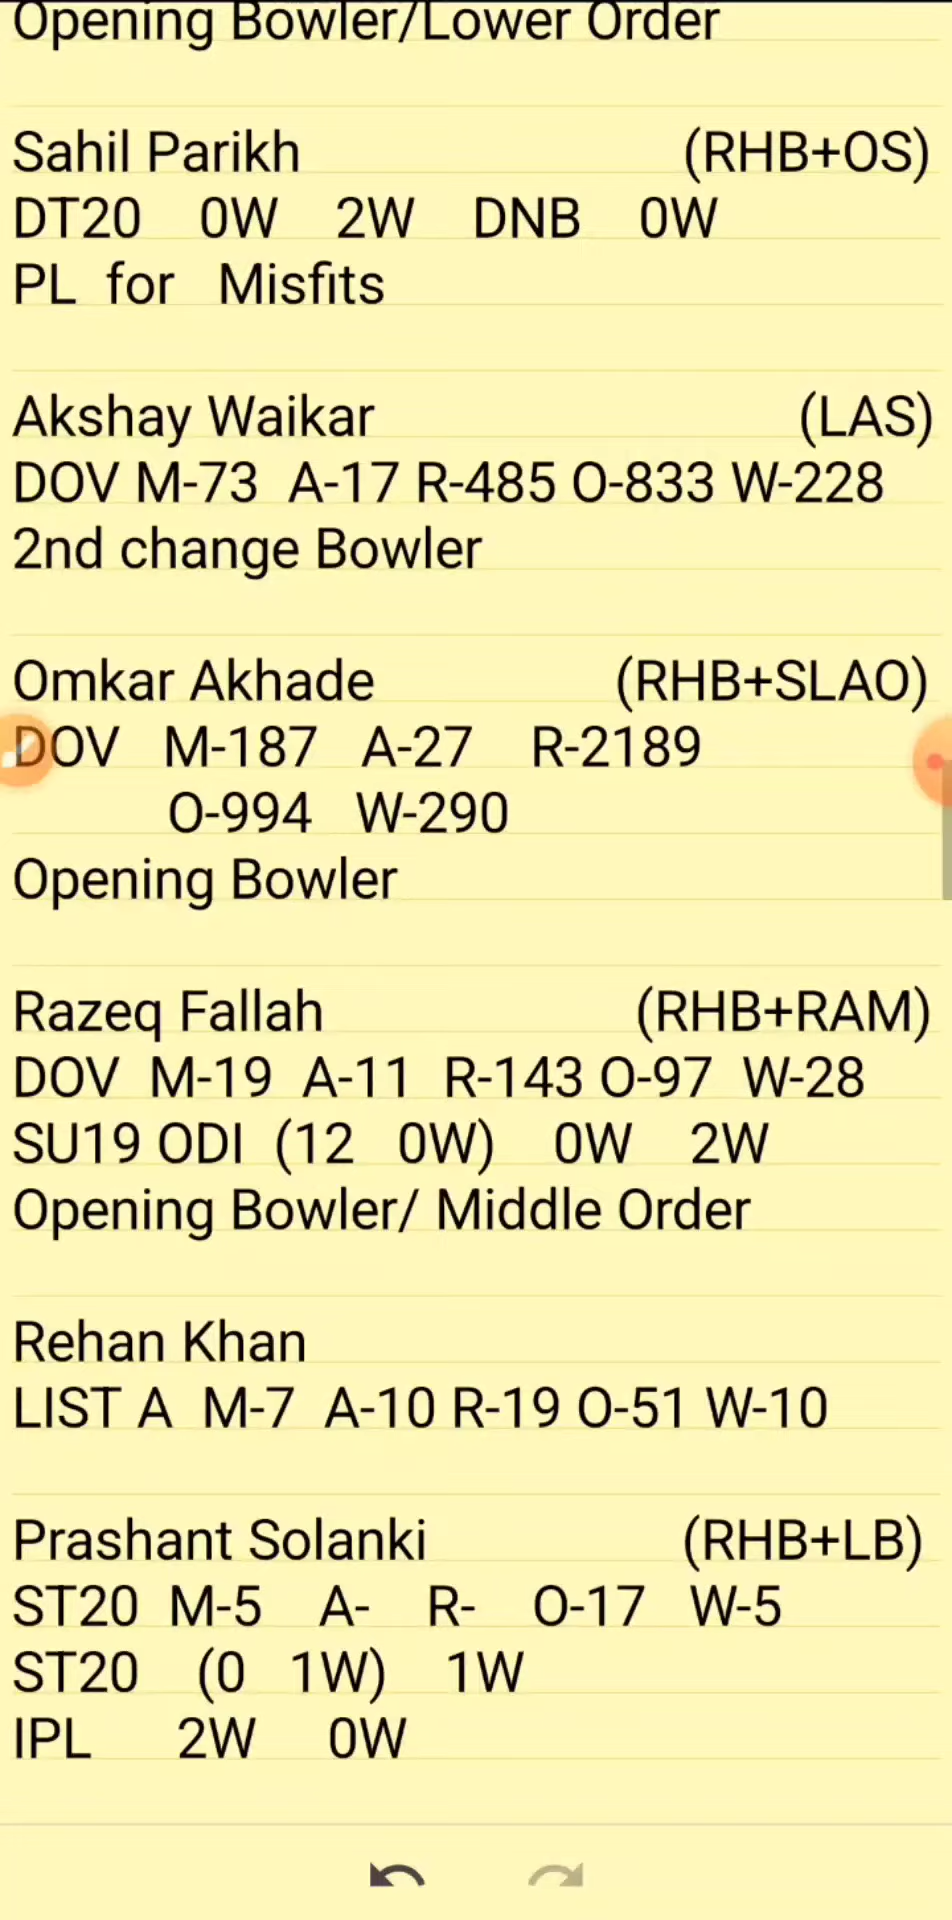 Opening Bowler/Lower Order
Sahil Parikh (RHB+OS)
DT20 0W 2W DNB 0W
PL for Misfits
Akshay Waikar (LAS)
DOV M-73 A-17 R-485 O-833 W-228
2nd change Bowler
Omkar Akhade (RHB+SLAO)
DOV M-187 A-27 R-2189
O-994 W-290
Opening Bowler
Razeq Fallah (RHB+RAM)
DOV M-19 A-11 R-143 O-97 W-28
SU19 ODI (12 0W) 0W 2W
Opening Bowler/ Middle Order
Rehan Khan
LIST A M-7 A-10 R-19 O-51 W-10
Prashant Solanki (RHB+LB)
ST20 M-5 A- R- O-17 W-5
ST20 (0 1W) 1W
IPL 2W 0W